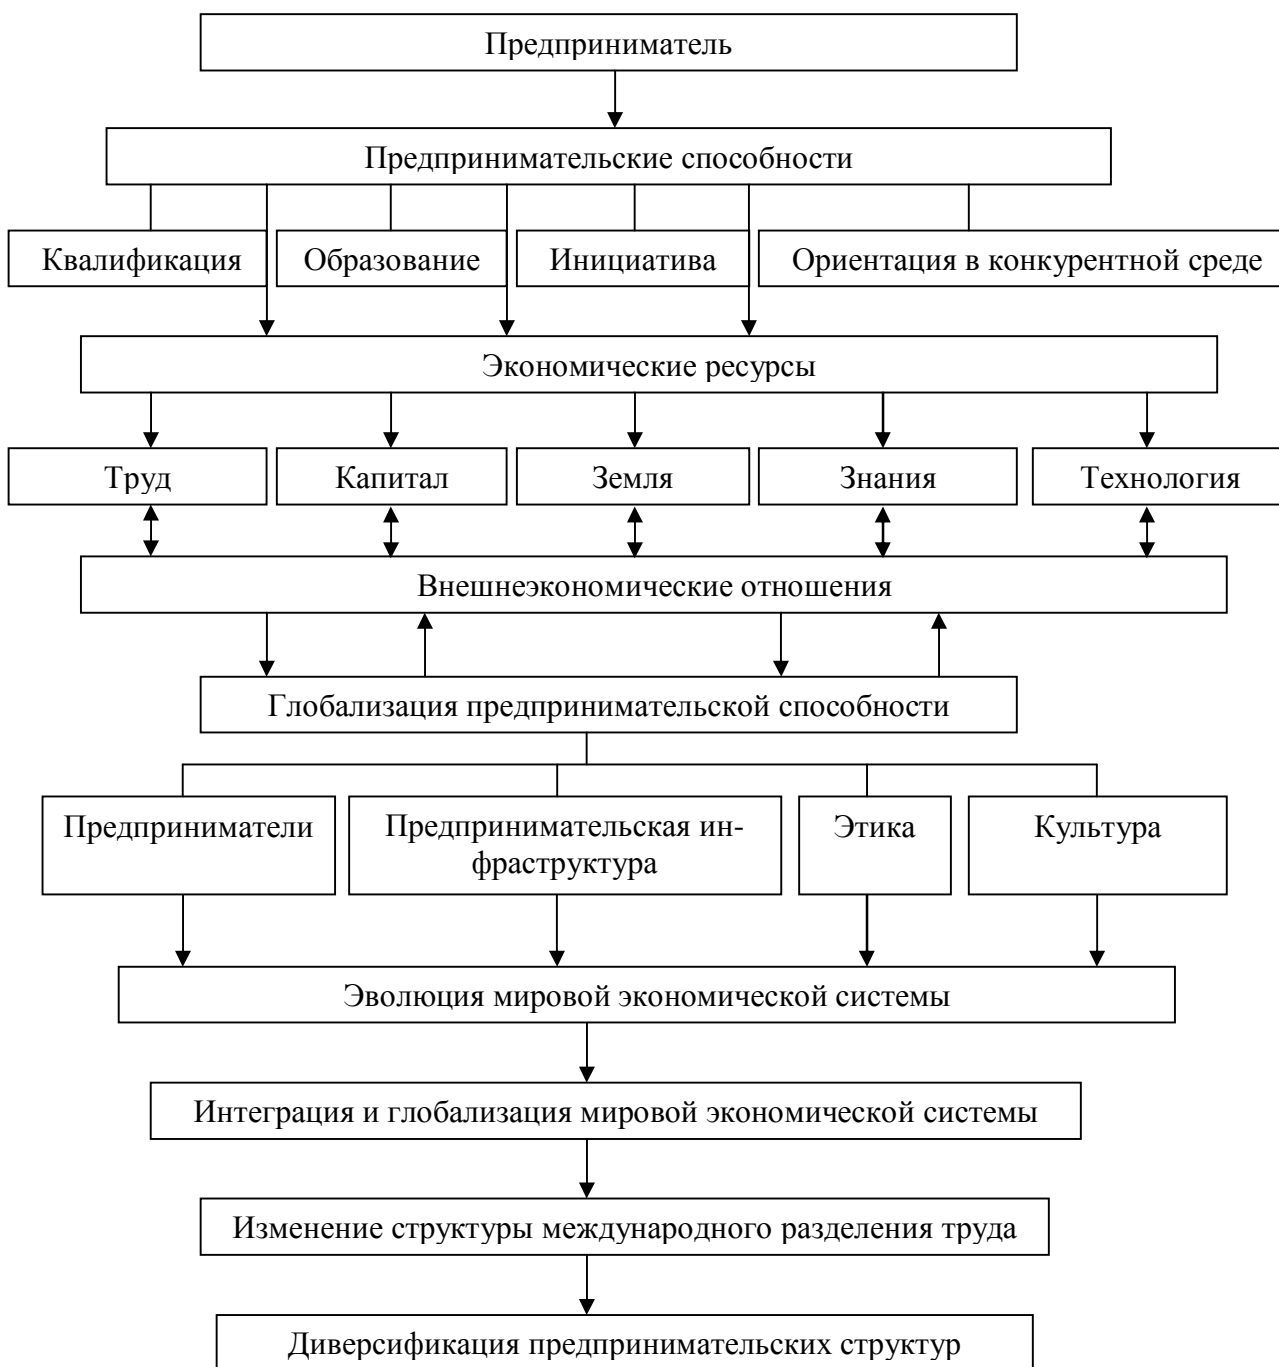 Предприниматель
Предпринимательские способности
Квалификация
Образование
Инициатива
Ориентация в конкурентной среде
Экономические ресурсы
Труд
Капитал
Земля
Знания
Технология
Внешнеэкономические отношения
Глобализация предпринимательской способности
Предприниматели
Предпринимательская ин-
фраструктура
Этика
Культура
Эволюция мировой экономической системы
Интеграция и глобализация мировой экономической системы
Изменение структуры международного разделения труда
Диверсификация предпринимательских структур